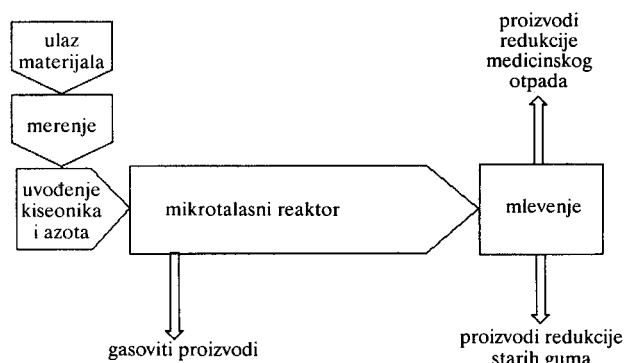 ulaz
materijala
merenje
uvođenje
kiseonika
i azota
mikrotalasni reaktor
gasoviti proizvodi
proizvodi
redukcije
medicinskog
otpada
mlevenje
proizvodi redukcije
starih guma